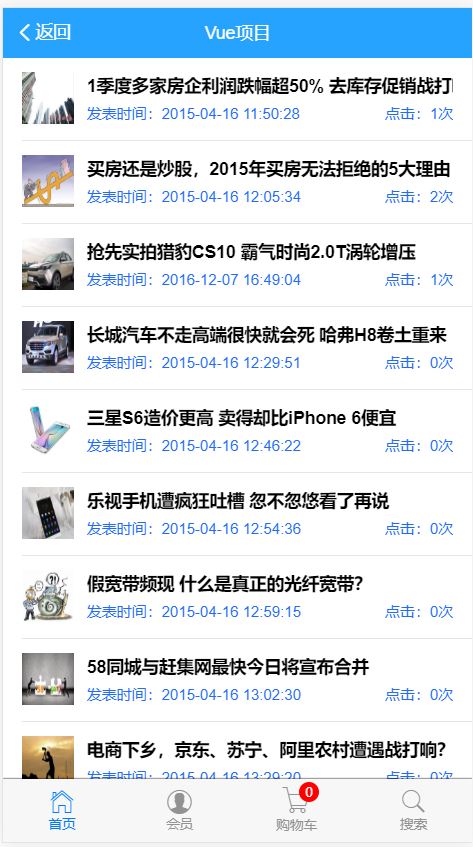 返回
Vue项目
1季度多家房企利润跌幅超50% 去库存促销战打
发表时间：2015-04-16 11:50:28 点击：1次
买房还是炒股，2015年买房无法拒绝的5大理由
发表时间：2015-04-16 12:05:34 点击：2次
抢先实拍猎豹CS10 霸气时尚2.0T涡轮增压
发表时间：2016-12-07 16:49:04 点击：1次
长城汽车不走高端很快就会死 哈弗H8卷土重来
发表时间：2015-04-16 12:29:51 点击：0次
三星S6造价更高 卖得却比iPhone 6便宜
发表时间：2015-04-16 12:46:22 点击：0次
乐视手机遭疯狂吐槽 忽不忽悠看了再说
发表时间：2015-04-16 12:54:36 点击：0次
假宽带频现 什么是真正的光纤宽带？
发表时间：2015-04-16 12:59:15 点击：0次
58同城与赶集网最快今日将宣布合并
发表时间：2015-04-16 13:02:30 点击：0次
电商下乡，京东、苏宁、阿里农村遭遇战打响？
发表时间：2015-04-16 13:29:20 点击：0次
0
首页 会员 购物车 搜索